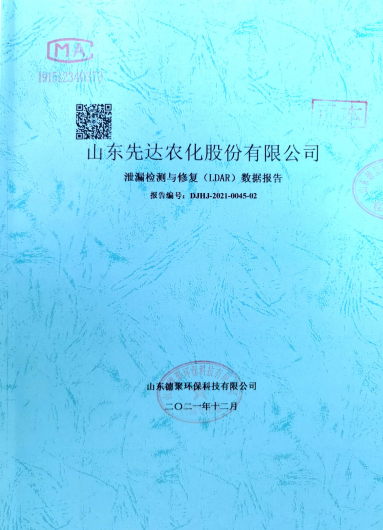 MA
山东先达农化股份有限公司
泄漏检测与修复（LDAR）数据报告
报告编号：DJHJ-2021-0045-02
山东德聚环保科技有限公司
二〇二一年十二月